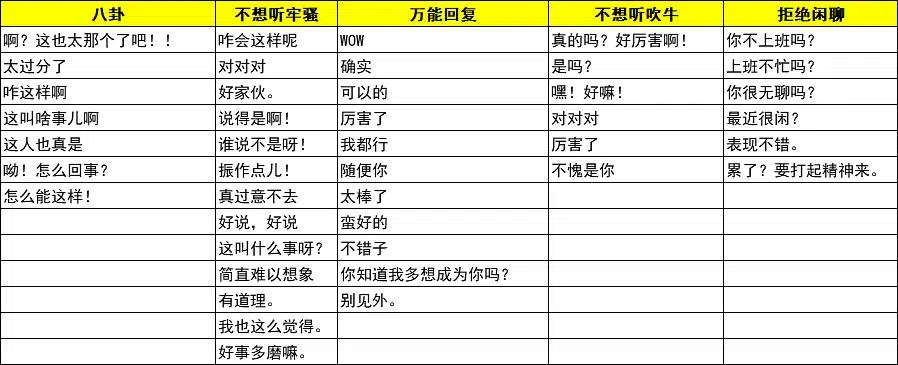 八卦 不想听牢骚 万能回复 不想听吹牛 拒绝闲聊
啊？这也太那个了吧！！ 咋会这样呢 WOW 真的吗？好厉害啊！ 你不上班吗？
太过分了 对对对 确实 是吗？ 上班不忙吗？
咋这样啊 好家伙。 可以的 嘿！好嘛！ 你很无聊吗？
这叫啥事儿啊 说得是啊！ 厉害了 对对对 最近很闲？
这人也真是 谁说不是呀！ 我都行 厉害了 表现不错。
呦！怎么回事？ 振作点儿！ 随便你 不愧是你 累了？要打起精神来。
怎么能这样！ 真过意不去 太棒了
好说，好说 蛮好的
这叫什么事呀？ 不错子
简直难以想象 你知道我多想成为你吗？
有道理。 别见外。
我也这么觉得。
好事多磨嘛。